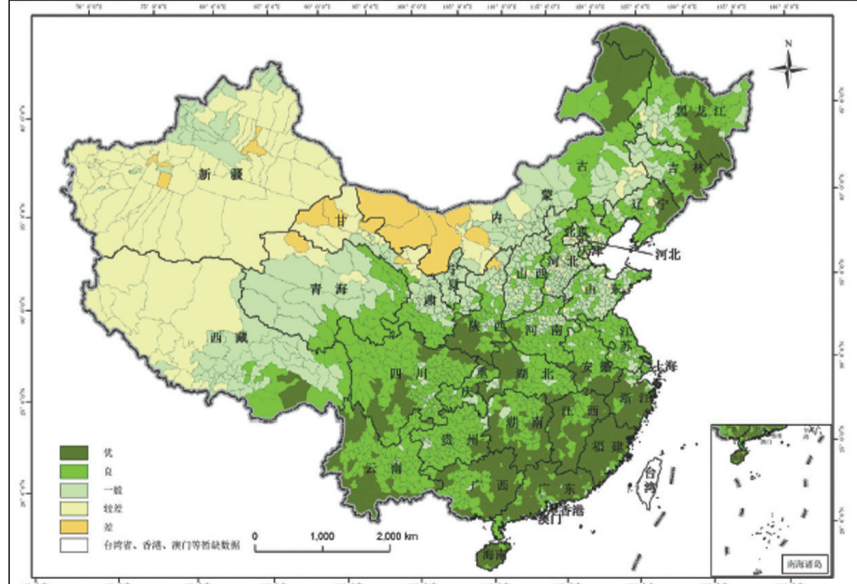 N
黑龙江
吉林
辽宁
内蒙古
新疆
甘
肃
北京
天津
河北
河北
山西
山东
宁夏
青海
陕西
河南
江苏
西藏
四川
重庆
湖北
安徽
上海
浙江
湖南
江西
贵州
福建
云南
广西
广东
台湾
香港
澳门
海南
优
良
一般
较差
差
台湾省、香港、澳门等暂缺数据
0
1,000
2,000 km
南海诸岛